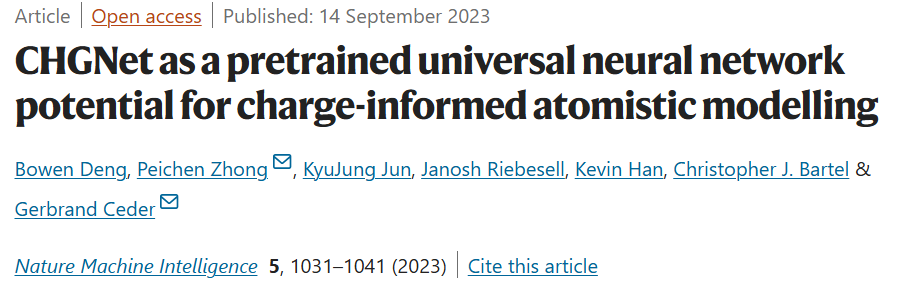 Article | Open access | Published: 14 September 2023
CHGNet as a pretrained universal neural network
potential for charge-informed atomistic modelling
Bowen Deng, Peichen Zhong, KyuJung Jun, Janosh Riebesell, Kevin Han, Christopher J. Bartel &
Gerbrand Ceder
Nature Machine Intelligence 5, 1031–1041 (2023) | Cite this article